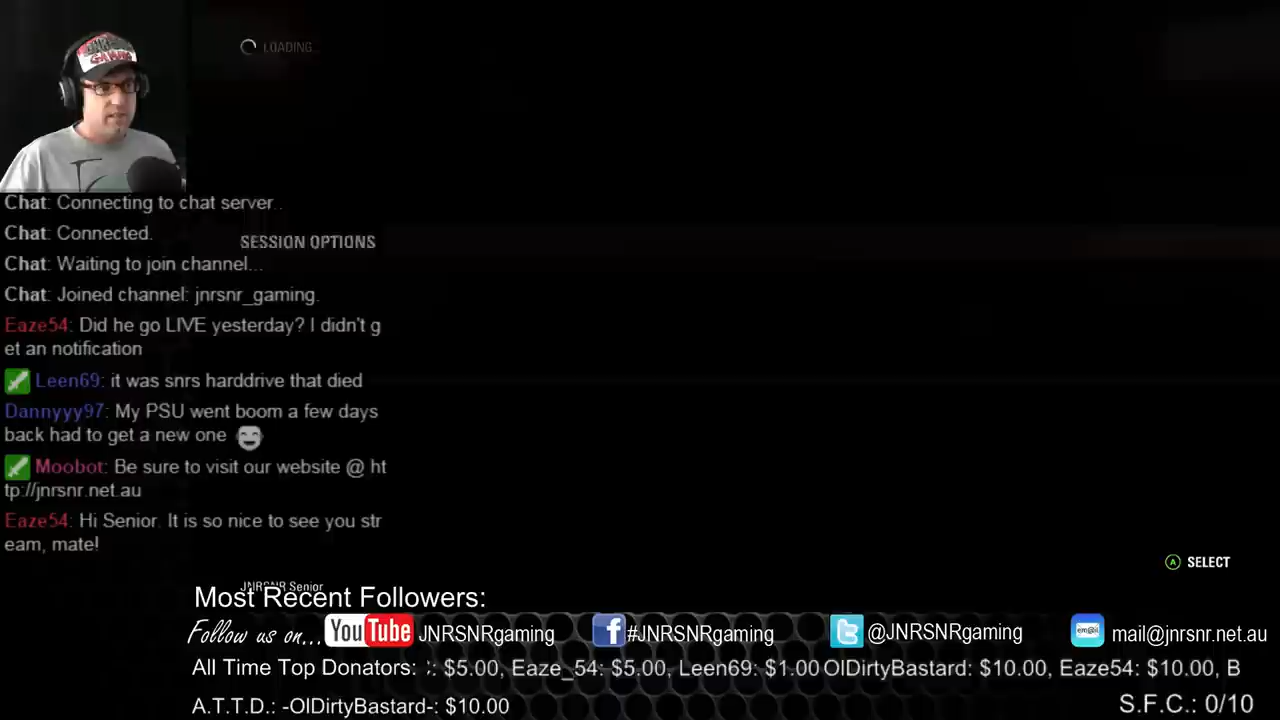 LOADING..
GAMING
Chat: Connecting to chat server..
Chat: Connected.
SESSION OPTIONS
Chat: Waiting to join channel...
Chat: Joined channel: jnrsnr_gaming.
Eaze54: Did he go LIVE yesterday? I didn't g
et an notification
Leen69: it was snrs harddrive that died
Dannyyy97: My PSU went boom a few days
back had to get a new one
Moobot: Be sure to visit our website @ ht
tp://jnrsnr.net.au
Eaze54: Hi Senior. It is so nice to see you str
eam, mate!
A SELECT
JNRSNR Senior
Most Recent Followers:
Follow us on... YouTube JNRSNRgaming f #JNRSNRgaming @JNRSNRgaming em@il mail@jnrsnr.net.au
All Time Top Donators: : $5.00, Eaze_54: $5.00, Leen69: $1.00 OlDirtyBastard: $10.00, Eaze54: $10.00, B
A.T.T.D.: -OlDirtyBastard-: $10.00
S.F.C.: 0/10